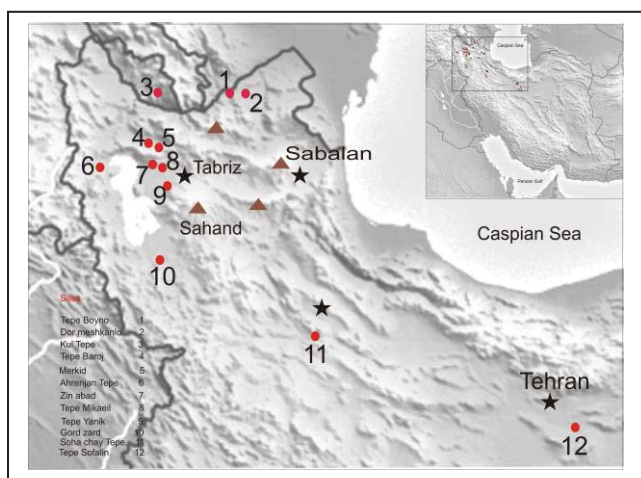 Caspian Sea
Persian Golf
3
1
2
4
5
6
7
8
Tabriz
Sabalan
9
Sahand
Caspian Sea
10
Sites
Tepe Boyno 1
Dor meshkanlo 2
Kul Tepe 3
Tepe Baroj 4
Merkid 5
Ahrenjan Tepe 6
Zin abad 7
Tepe Mikaeil 8
Tepe Yanik 9
Gord zard 10
Soha chay Tepe 11
Tepe Sofalin 12
11
Tehran
12